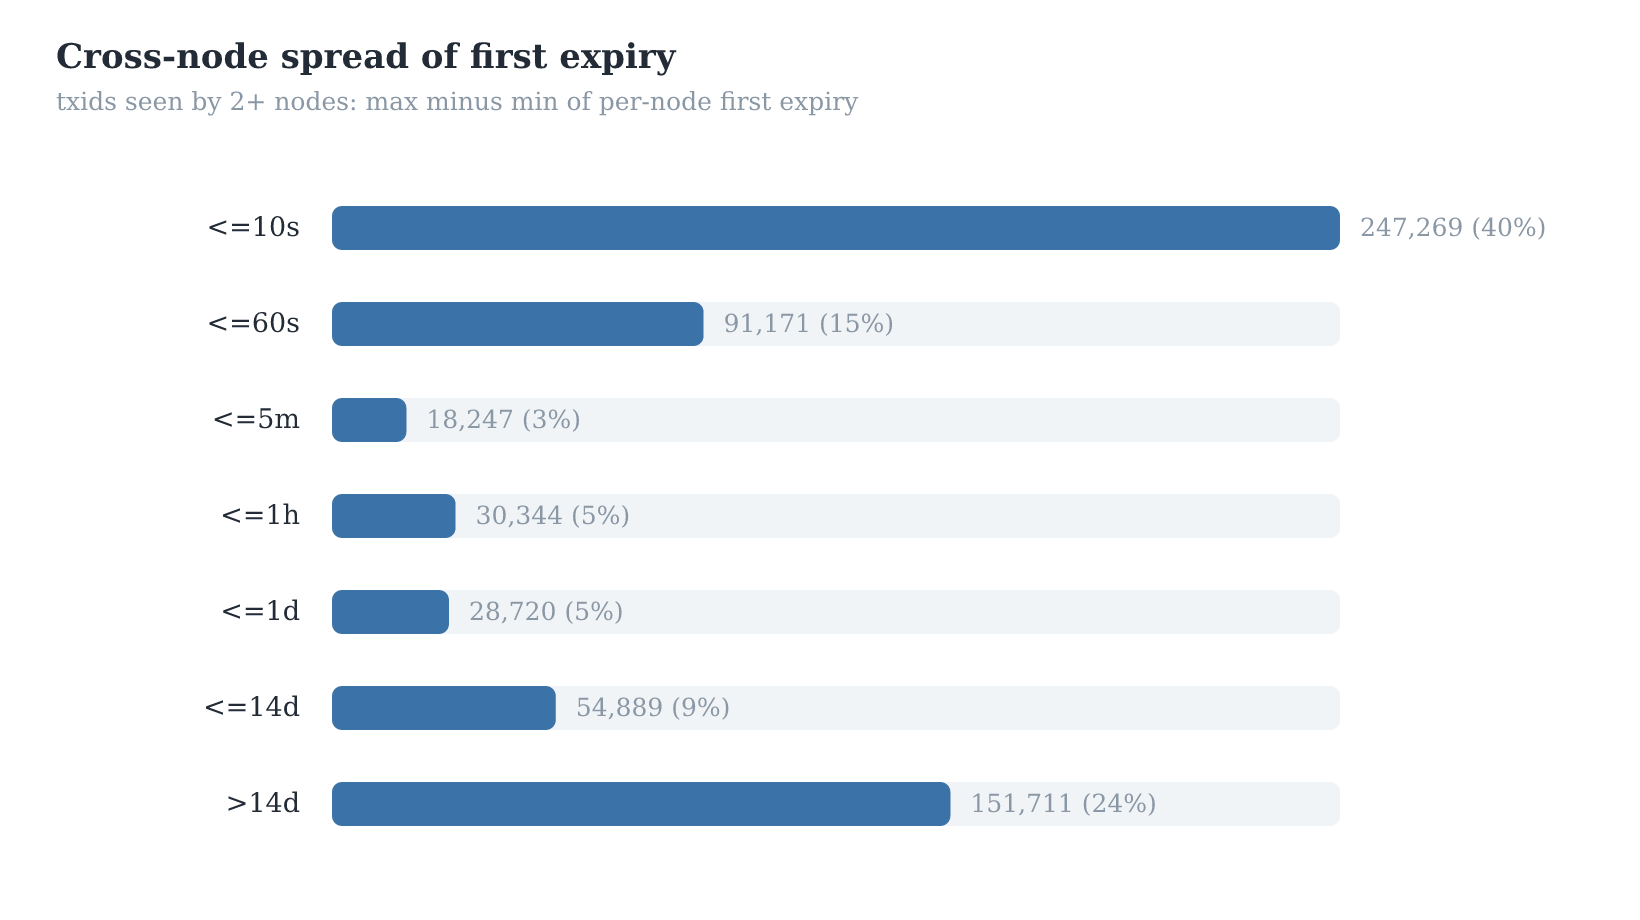 Cross-node spread of first expiry
txids seen by 2+ nodes: max minus min of per-node first expiry
<=10s 247,269 (40%)
<=60s 91,171 (15%)
<=5m 18,247 (3%)
<=1h 30,344 (5%)
<=1d 28,720 (5%)
<=14d 54,889 (9%)
>14d 151,711 (24%)